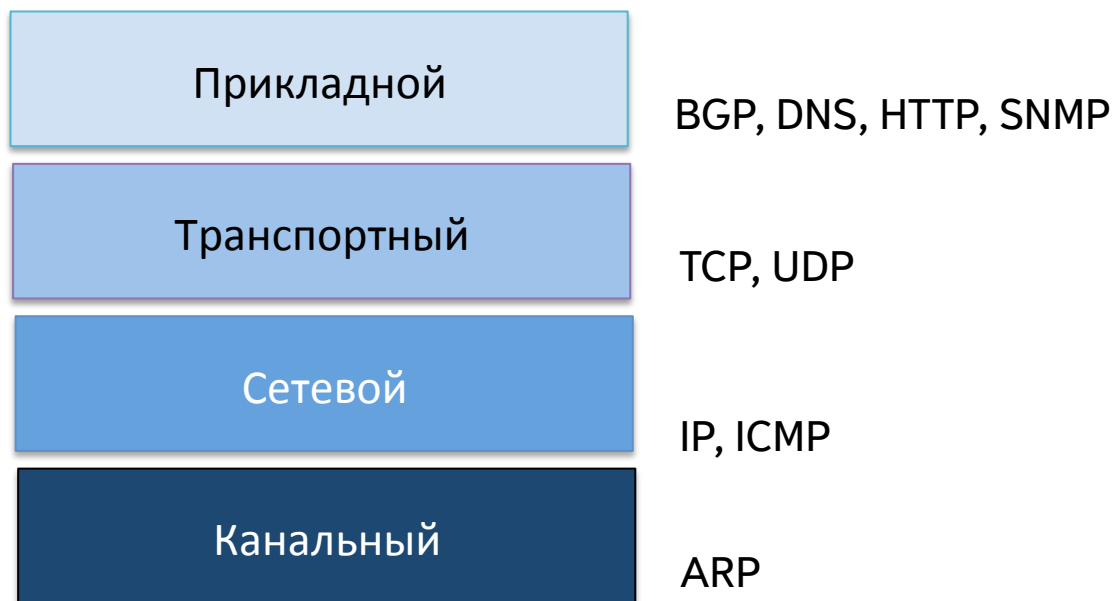 Прикладной
BGP, DNS, HTTP, SNMP
Транспортный
TCP, UDP
Сетевой
IP, ICMP
Канальный
ARP